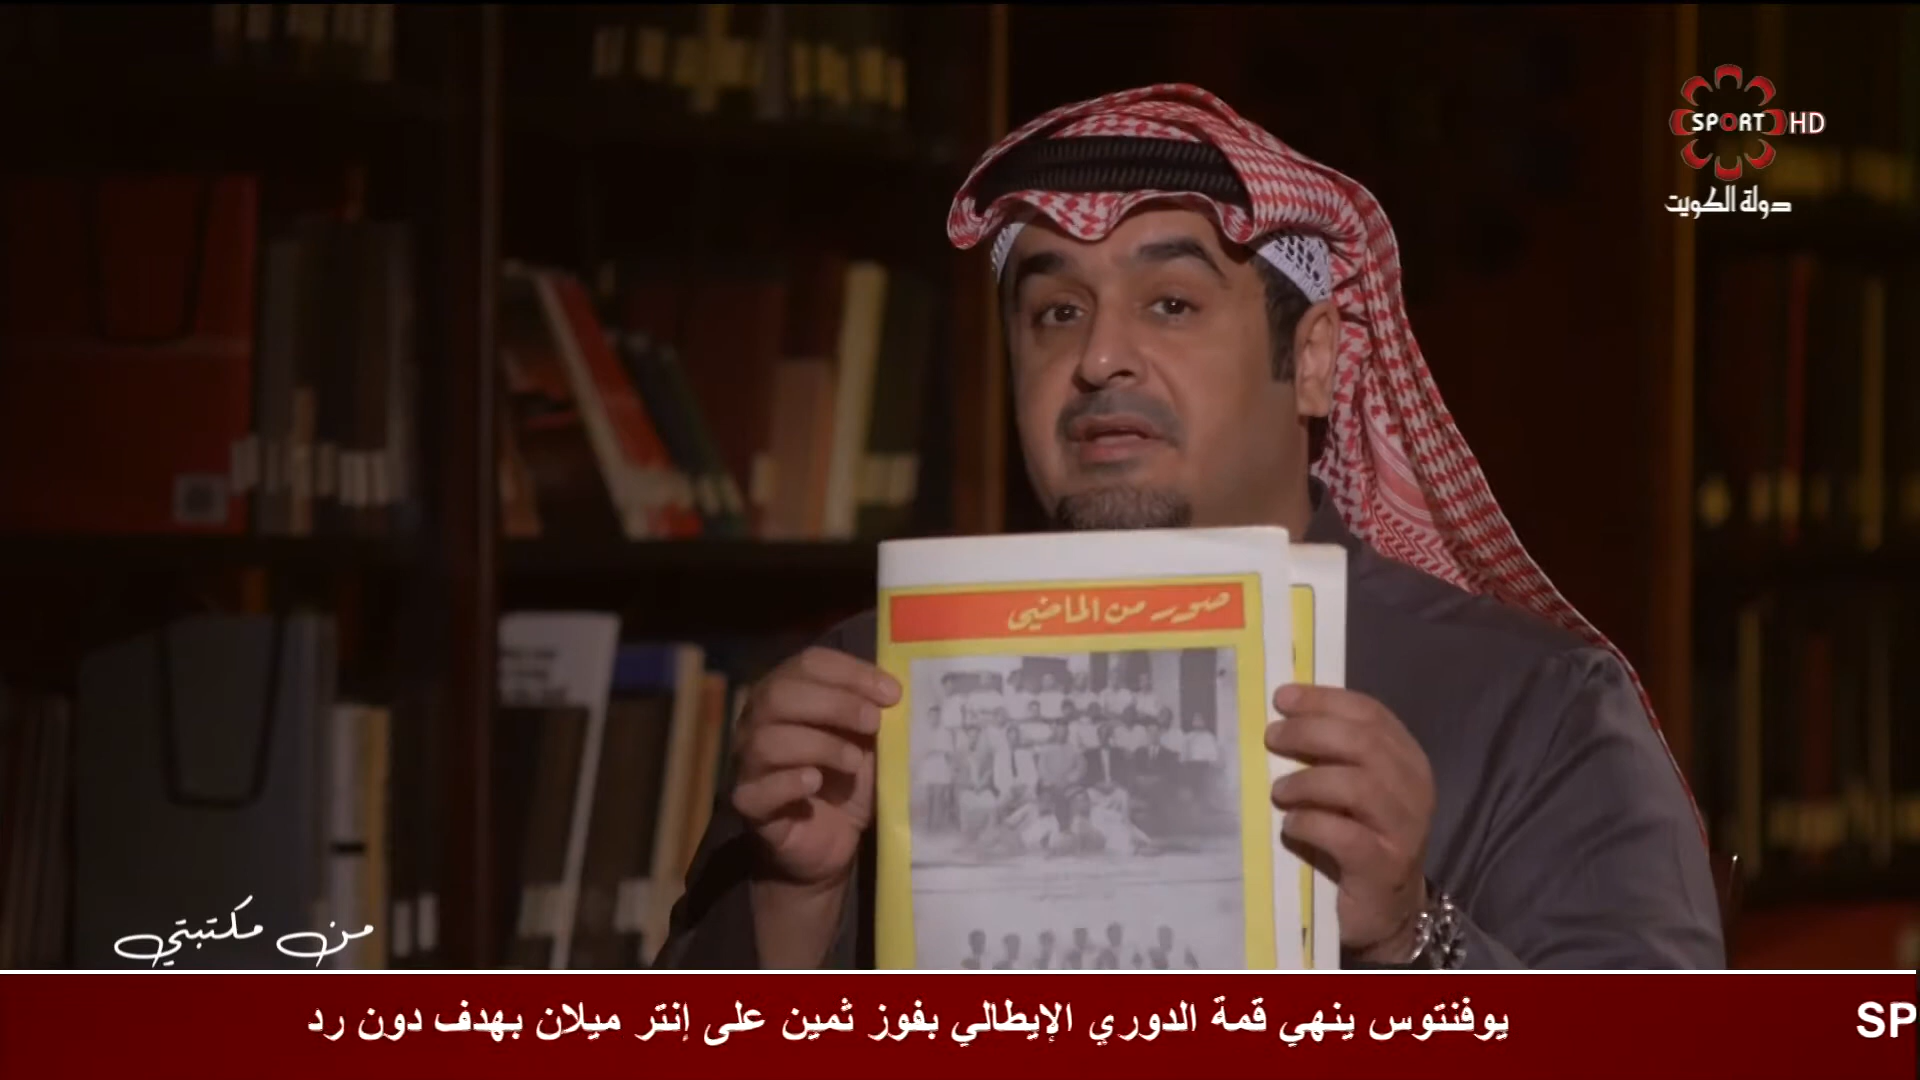 SPORT HD
دولة الكويت
صور من الماضي
من مكتبتي
يوفنتوس ينهي قمة الدوري الإيطالي بفوز ثمين على إنتر ميلان بهدف دون رد
SP